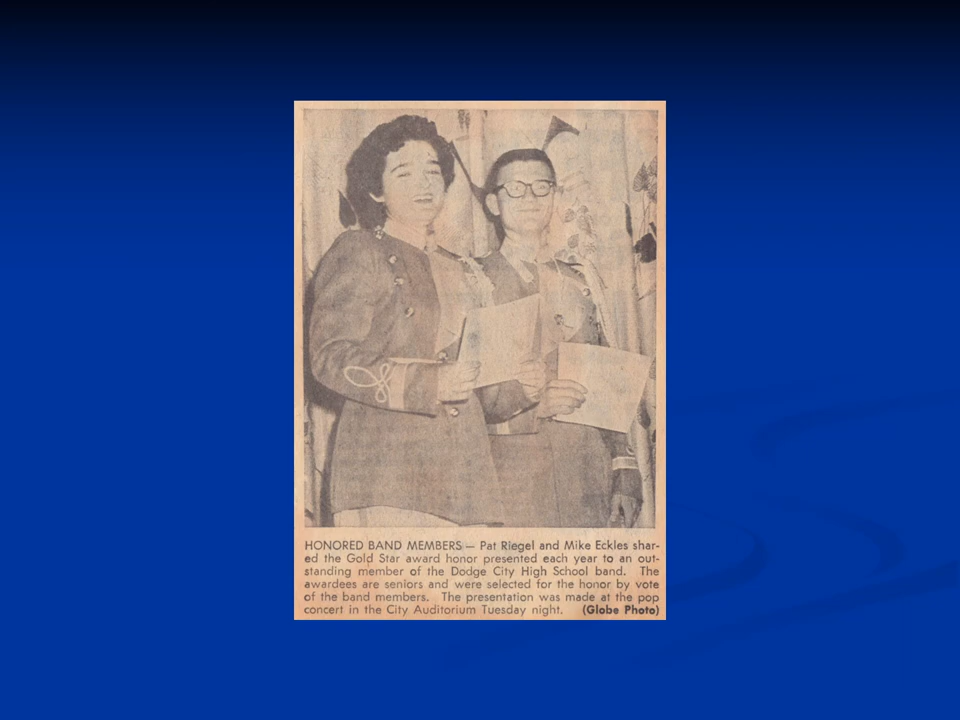 HONORED BAND MEMBERS — Pat Riegel and Mike Eckles shar-
ed the Gold Star award honor presented each year to an out-
standing member of the Dodge City High School band. The
awardees are seniors and were selected for the honor by vote
of the band members. The presentation was made at the pop
concert in the City Auditorium Tuesday night. (Globe Photo)